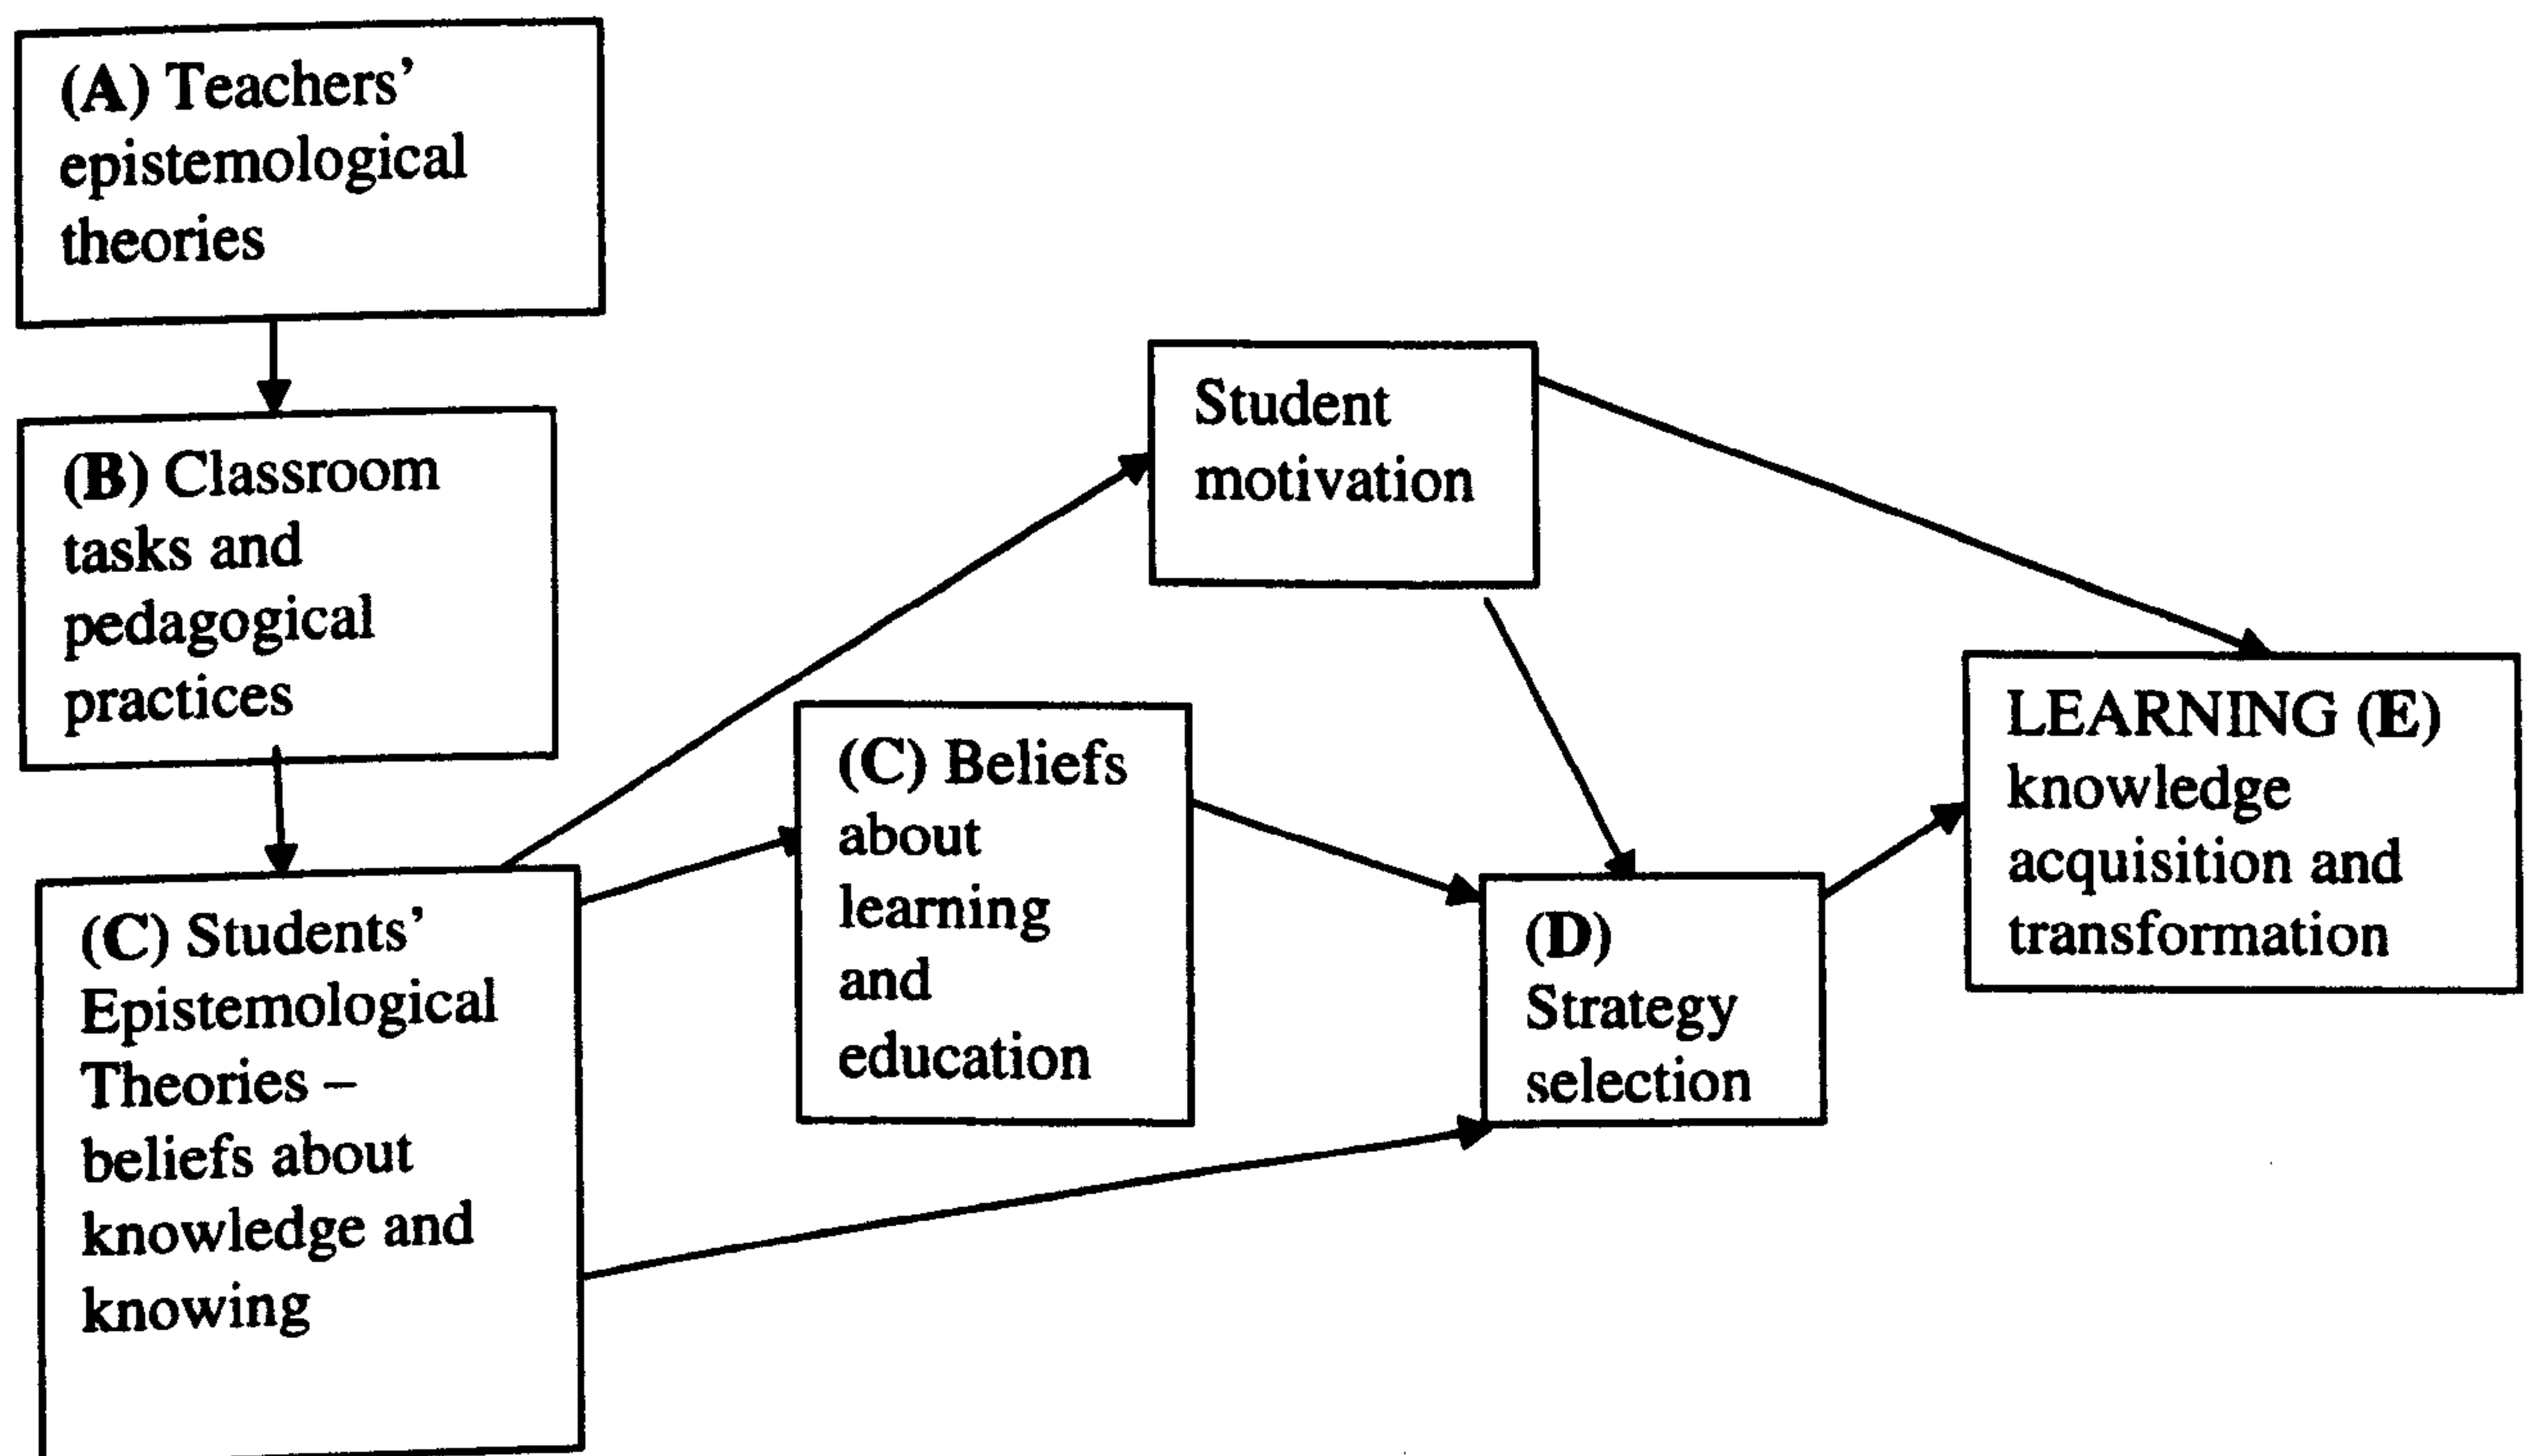 (A) Teachers’
epistemological
theories
(B) Classroom
tasks and
pedagogical
practices
(C) Students’
Epistemological
Theories –
beliefs about
knowledge and
knowing
Student
motivation
(C) Beliefs
about
learning
and
education
(D)
Strategy
selection
LEARNING (E)
knowledge
acquisition and
transformation